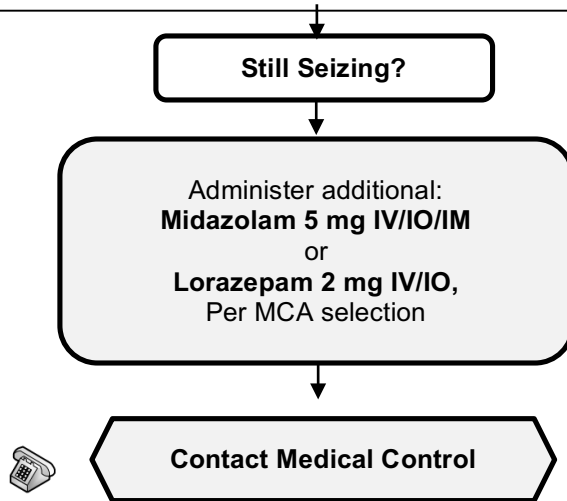 Still Seizing?
Administer additional:
Midazolam 5 mg IV/IO/IM
or
Lorazepam 2 mg IV/IO,
Per MCA selection
Contact Medical Control